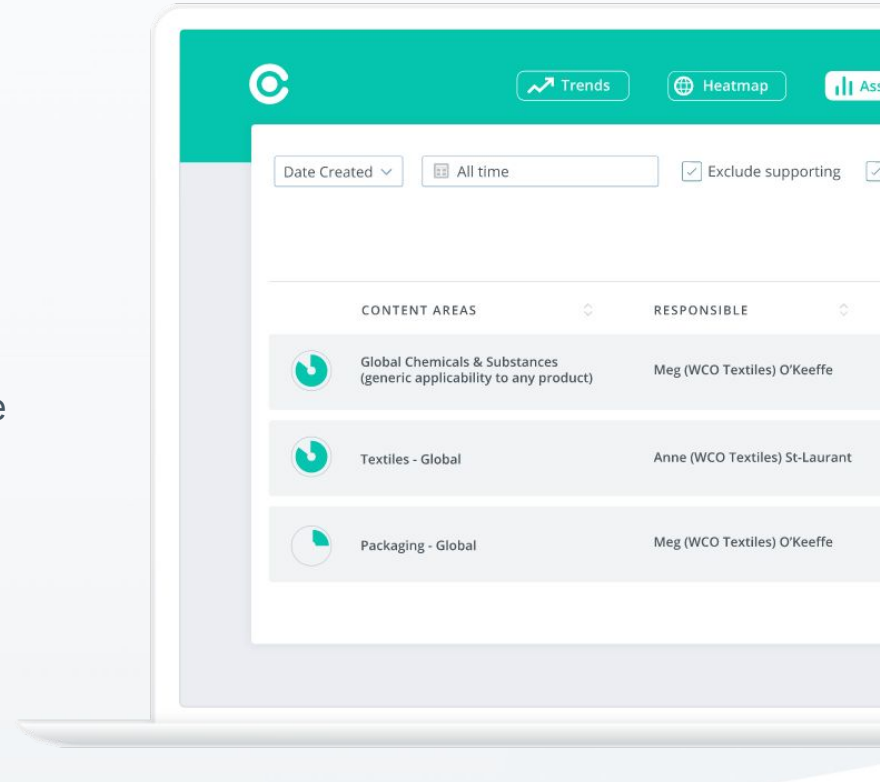 Trends
Heatmap
Date Created
All time
Exclude supporting
CONTENT AREAS
RESPONSIBLE
Global Chemicals & Substances
(generic applicability to any product)
Meg (WCO Textiles) O'Keeffe
Textiles - Global
Anne (WCO Textiles) St-Laurant
Packaging - Global
Meg (WCO Textiles) O'Keeffe